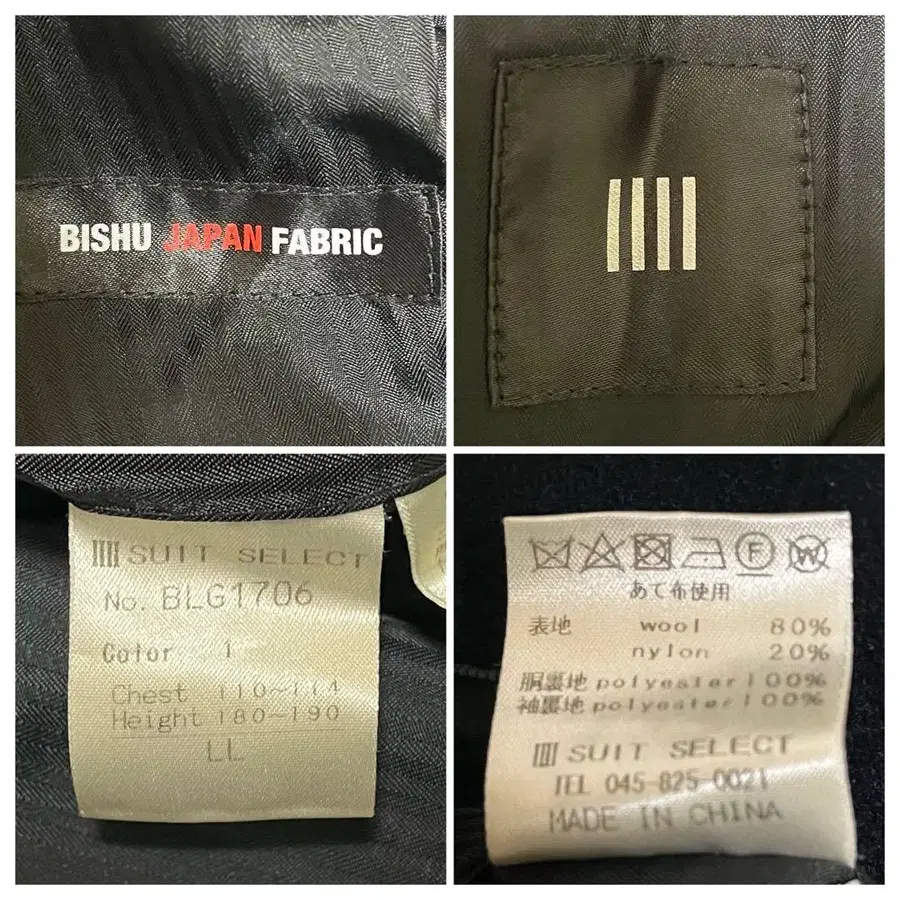 BISHU JAPAN FABRIC
SUIT SELECT
No. BLG1706
Color 1
Chest 110~114
Height 180~190
LL
F
W
あて布使用
表地 wool 80%
nylon 20%
胴裏地 polyester 100%
袖裏地 polyester 100%
SUIT SELECT
TEL 045-825-0021
MADE IN CHINA